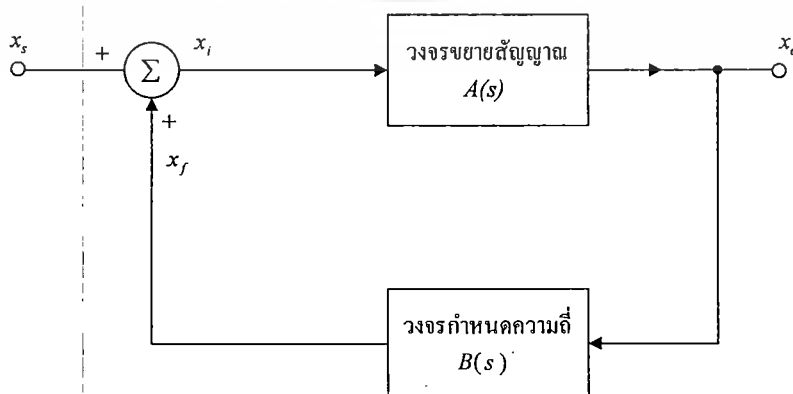 x_s
+
Σ
x_i
วงจรขยายสัญญาณ
A(s)
+
x_f
วงจรกำหนดความถี่
B(s)